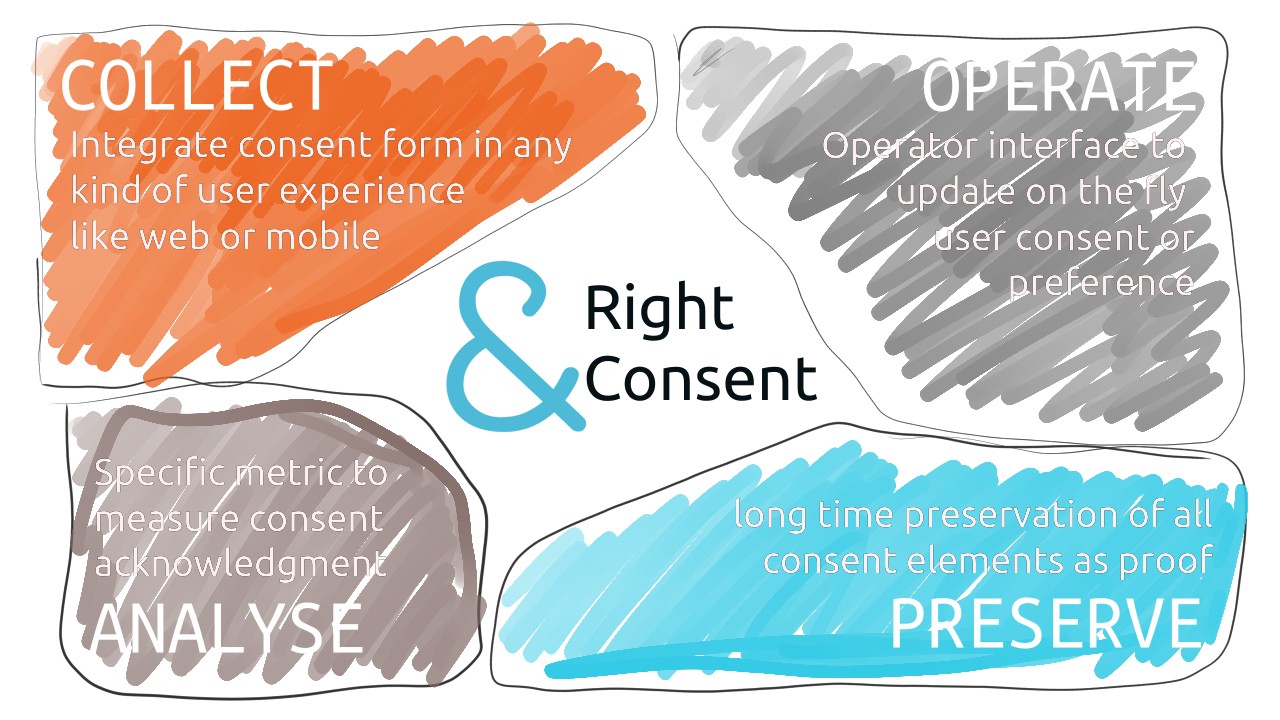 COLLECT
Integrate consent form in any
kind of user experience
like web or mobile
OPERATE
Operator interface to
update on the fly
user consent or
preference
& Right
Consent
Specific metric to
measure consent
acknowledgment
ANALYSE
long time preservation of all
consent elements as proof
PRESERVE